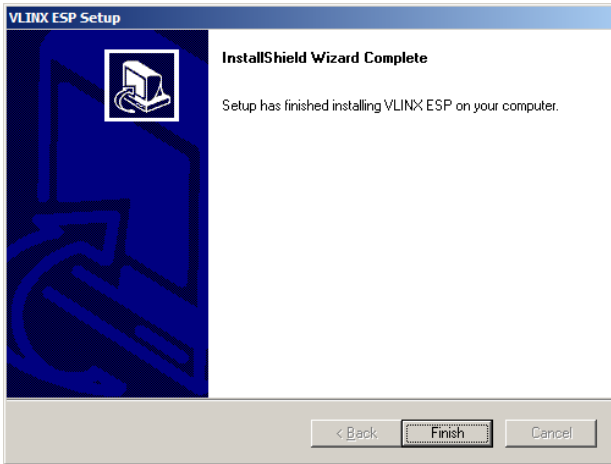 VLINX ESP Setup
InstallShield Wizard Complete
Setup has finished installing VLINX ESP on your computer.
< Back
Finish
Cancel